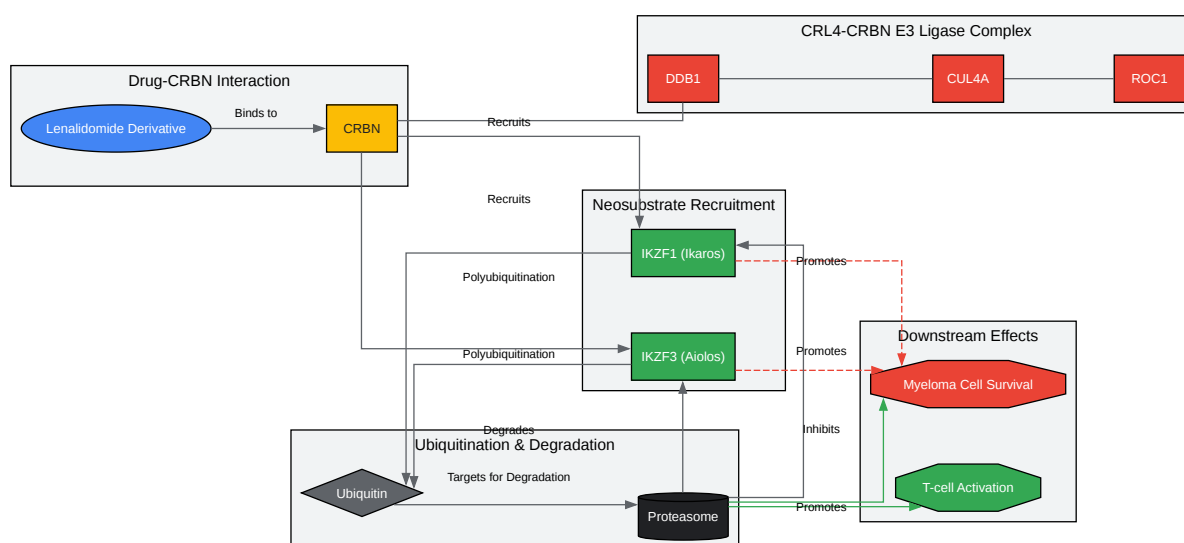 CRL4-CRBN E3 Ligase Complex
DDB1
CUL4A
ROC1
Drug-CRBN Interaction
Lenalidomide Derivative
Binds to
CRBN
Recruits
Recruits
Neosubstrate Recruitment
IKZF1 (Ikaros)
Promotes
Polyubiquitination
IKZF3 (Aiolos)
Polyubiquitination
Promotes
Downstream Effects
Myeloma Cell Survival
Degrades
Inhibits
Ubiquitination & Degradation
Targets for Degradation
Ubiquitin
Proteasome
Promotes
T-cell Activation